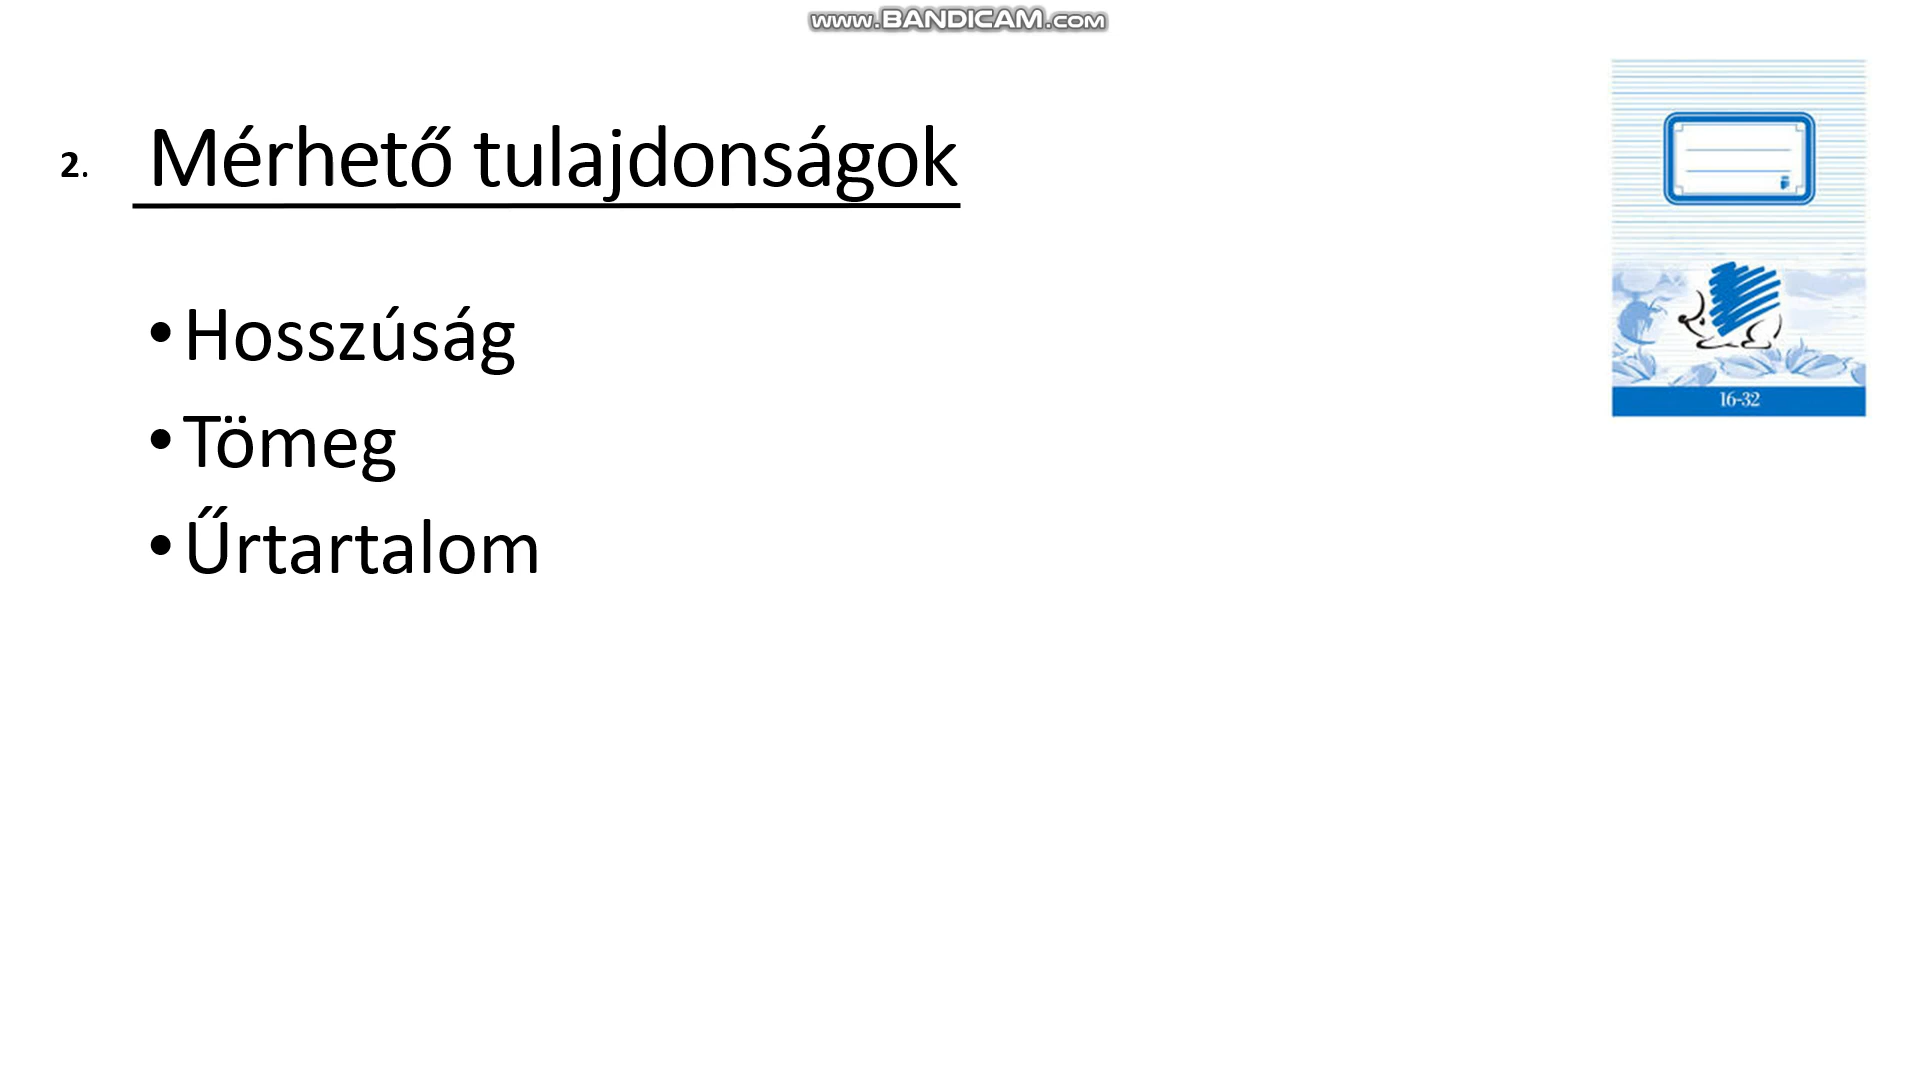 www.BANDICAM.com
2. Mérhető tulajdonságok
•Hosszúság
•Tömeg
•Űrtartalom
16-32